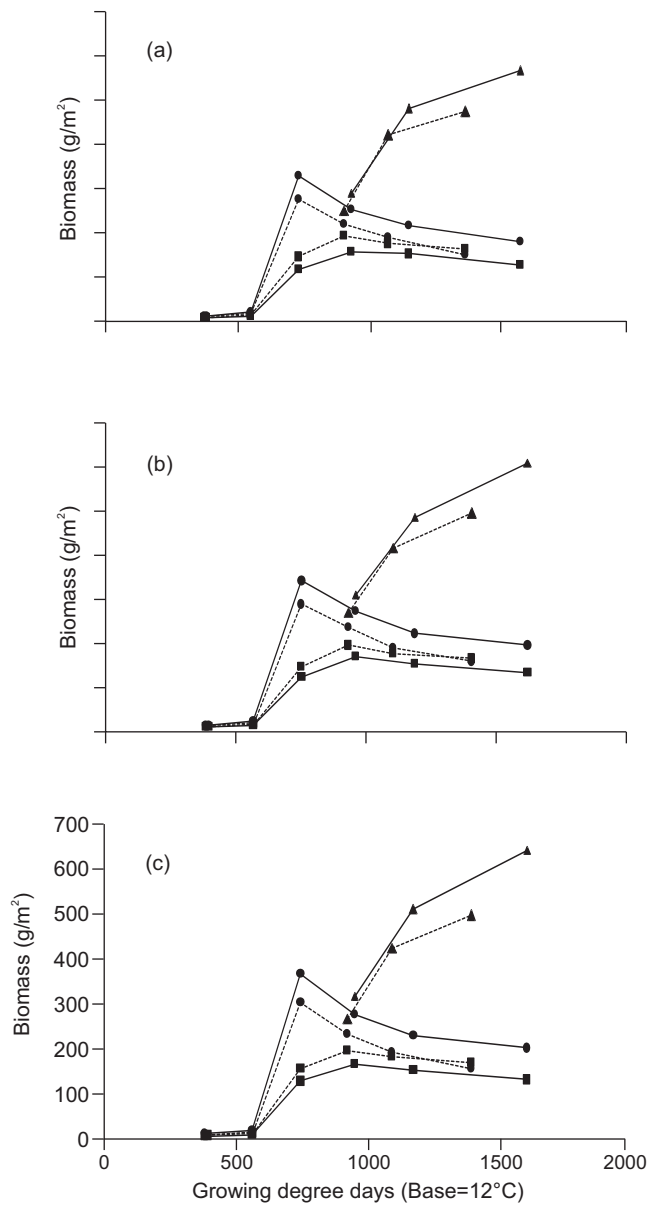 (a)
Biomass (g/m²)
(b)
Biomass (g/m²)
700
600
500
400
300
200
100
0
(c)
Biomass (g/m²)
0 500 1000 1500 2000
Growing degree days (Base=12°C)